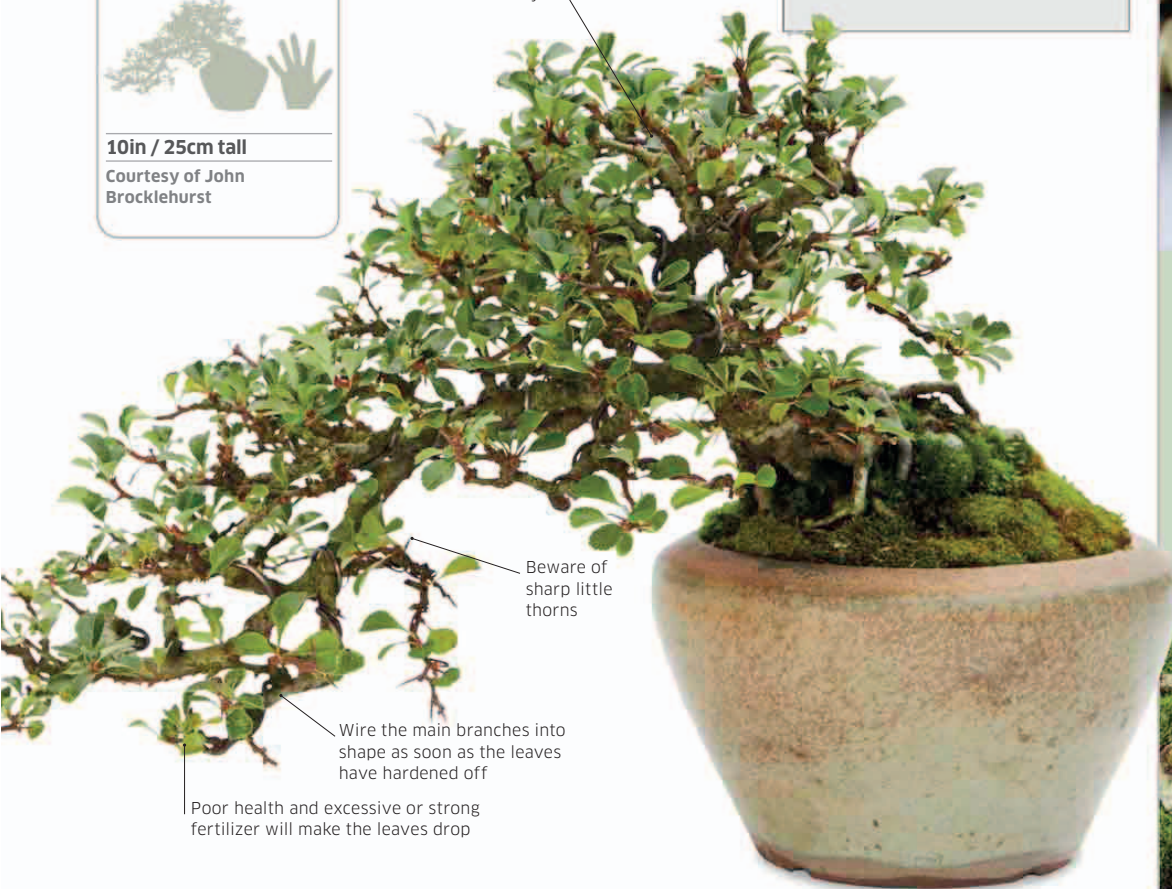 10in / 25cm tall
Courtesy of John
Brocklehurst
Beware of
sharp little
thorns
Wire the main branches into
shape as soon as the leaves
have hardened off
Poor health and excessive or strong
fertilizer will make the leaves drop